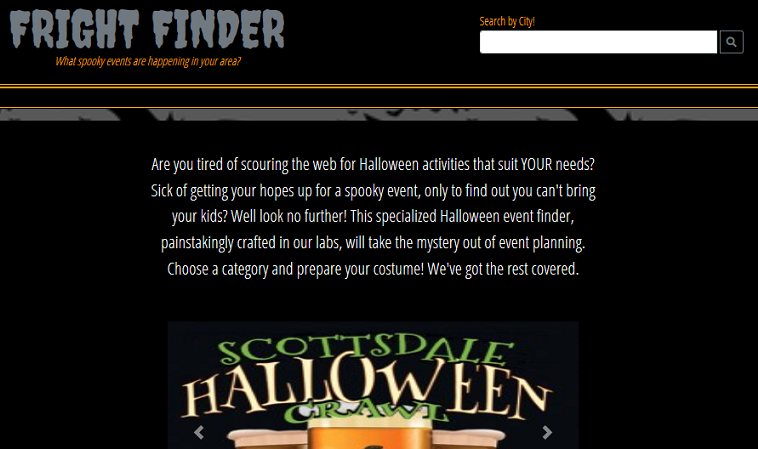 FRIGHT FINDER
What spooky events are happening in your area?
Search by City!
Are you tired of scouring the web for Halloween activities that suit YOUR needs?
Sick of getting your hopes up for a spooky event, only to find out you can't bring
your kids? Well look no further! This specialized Halloween event finder,
painstakingly crafted in our labs, will take the mystery out of event planning.
Choose a category and prepare your costume! We've got the rest covered.
SCOTTSDALE
HALLOWEEN
CRAWL